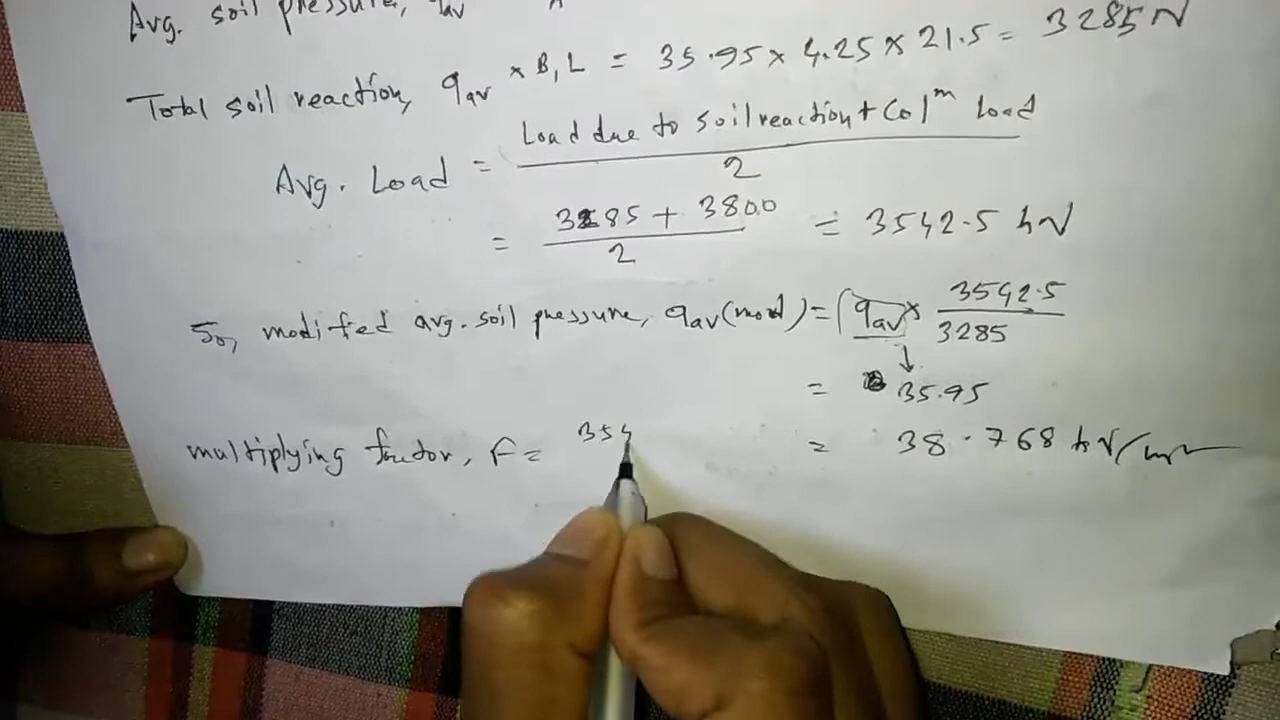 Avg. soil pressure, qav
Total soil reaction, qav × B, L = 35.95 × 4.25 × 21.5 = 3285 N
Avg. Load = Load due to soil reaction + Colᵐ Load
2
= 3285 + 3800 = 3542.5 kN
2
So, modified avg. soil pressure, qav(mod) = (qav × 3542.5
3285
↓
= 35.95
multiplying factor, F = 354 = 38.768 kN/